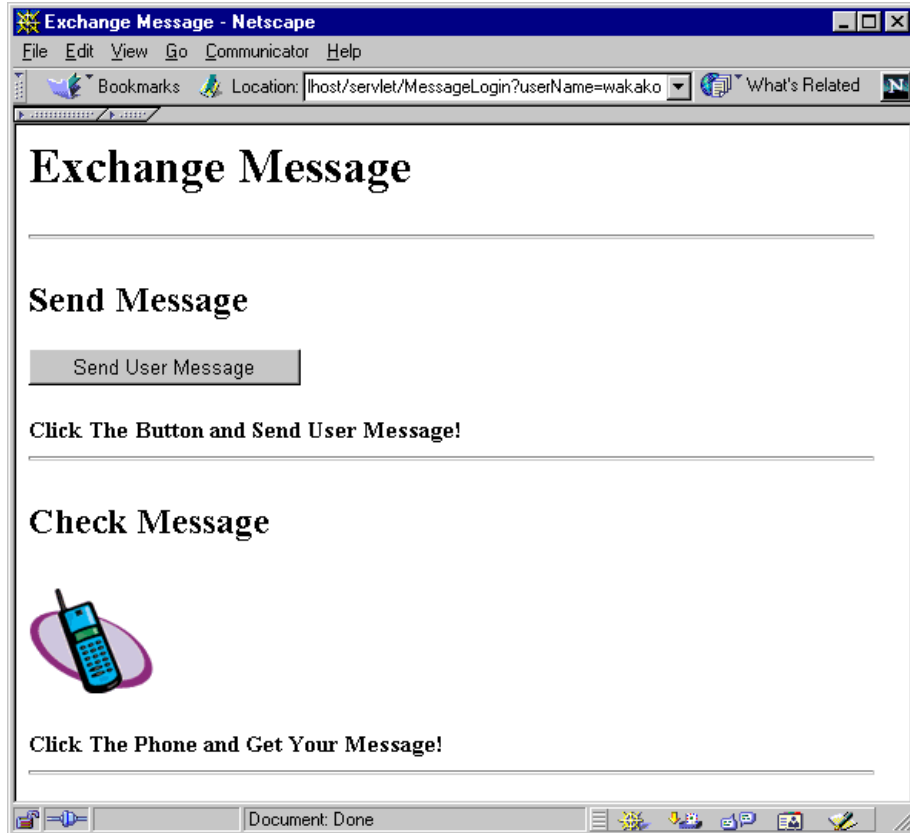 Exchange Message - Netscape
File Edit View Go Communicator Help
Bookmarks Location: lhost/servlet/MessageLogin?userName=wakako What's Related N
Exchange Message
Send Message
Send User Message
Click The Button and Send User Message!
Check Message
Click The Phone and Get Your Message!
Document: Done